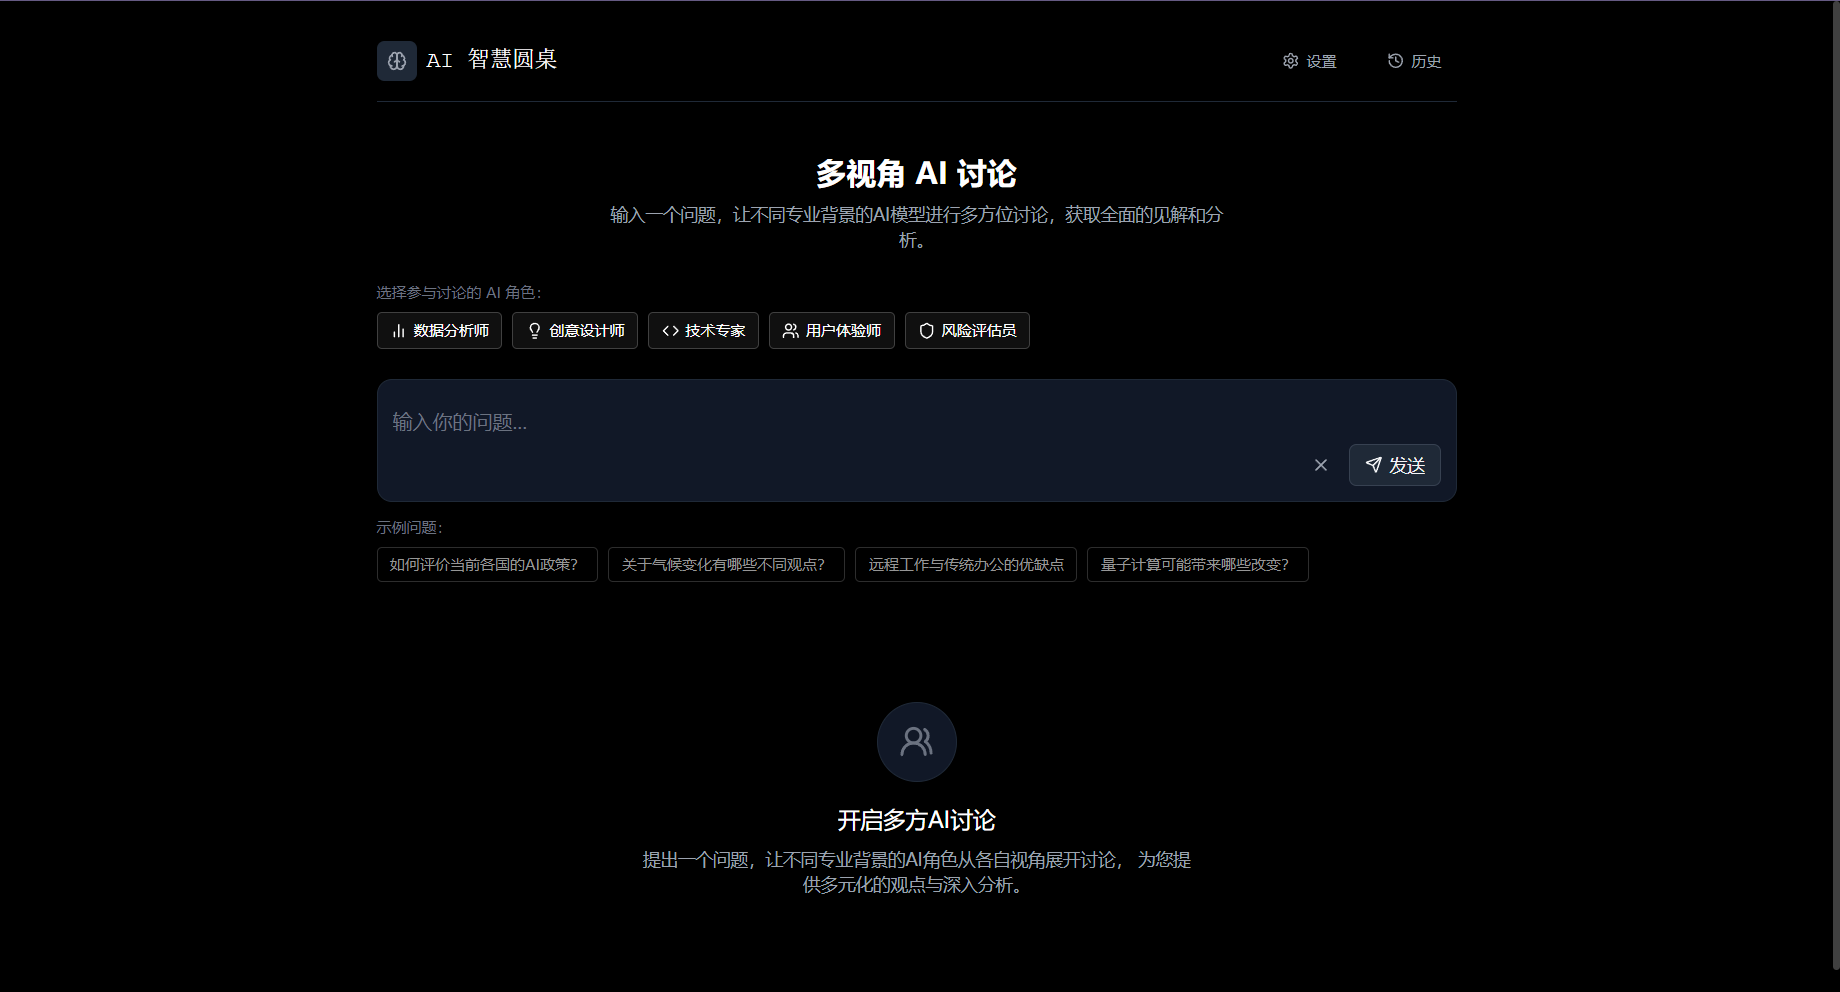 AI 智慧圆桌
设置
历史
多视角 AI 讨论
输入一个问题，让不同专业背景的AI模型进行多方位讨论，获取全面的见解和分
析。
选择参与讨论的 AI 角色：
数据分析师
创意设计师
技术专家
用户体验师
风险评估员
输入你的问题...
发送
示例问题：
如何评价当前各国的AI政策？
关于气候变化有哪些不同观点？
远程工作与传统办公的优缺点
量子计算可能带来哪些改变？
开启多方AI讨论
提出一个问题，让不同专业背景的AI角色从各自视角展开讨论， 为您提
供多元化的观点与深入分析。